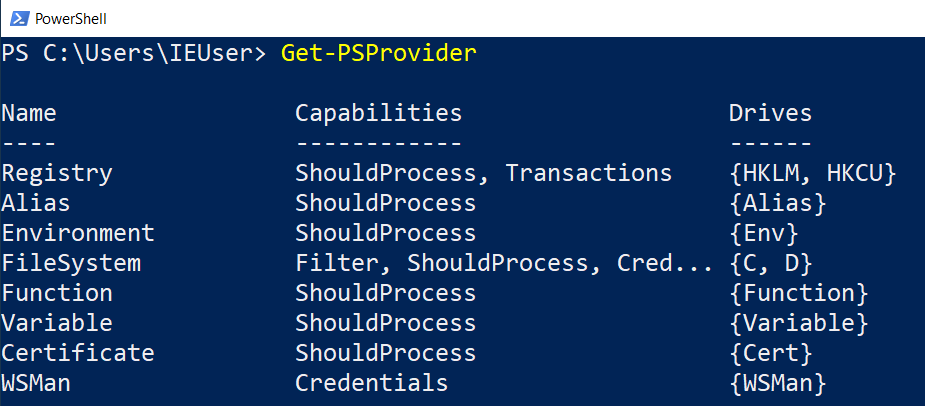 PowerShell
PS C:\Users\IEUser> Get-PSProvider
Name Capabilities Drives
---- ------------ ------
Registry ShouldProcess, Transactions {HKLM, HKCU}
Alias ShouldProcess {Alias}
Environment ShouldProcess {Env}
FileSystem Filter, ShouldProcess, Cred... {C, D}
Function ShouldProcess {Function}
Variable ShouldProcess {Variable}
Certificate ShouldProcess {Cert}
WSMan Credentials {WSMan}